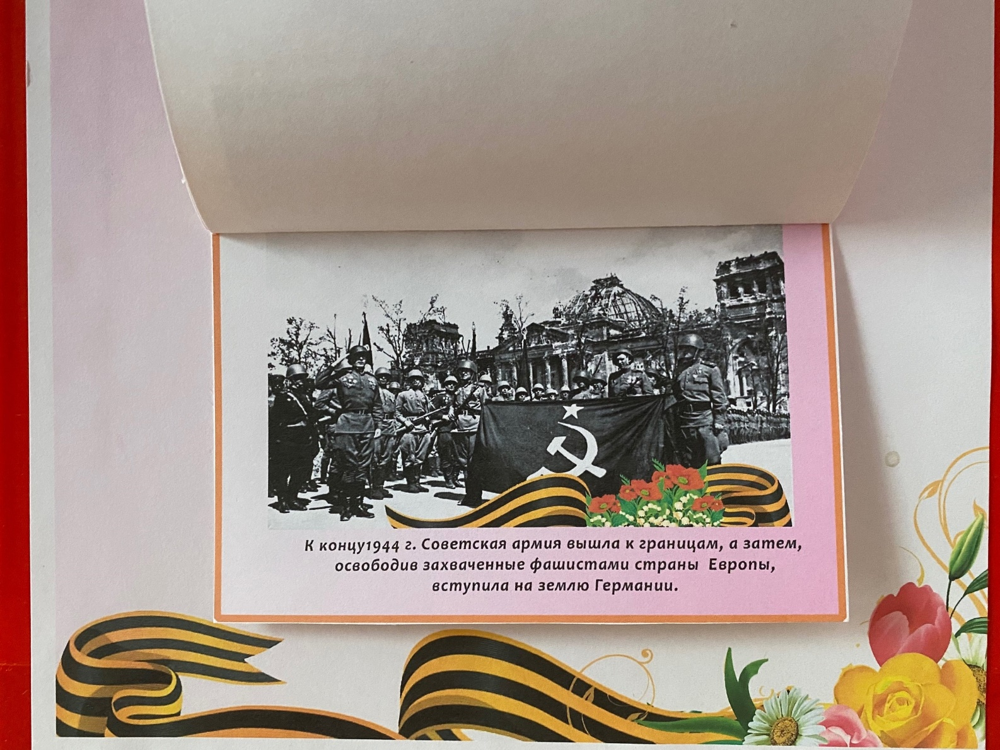 К концу1944 г. Советская армия вышла к границам, а затем,
освободив захваченные фашистами страны Европы,
вступила на землю Германии.